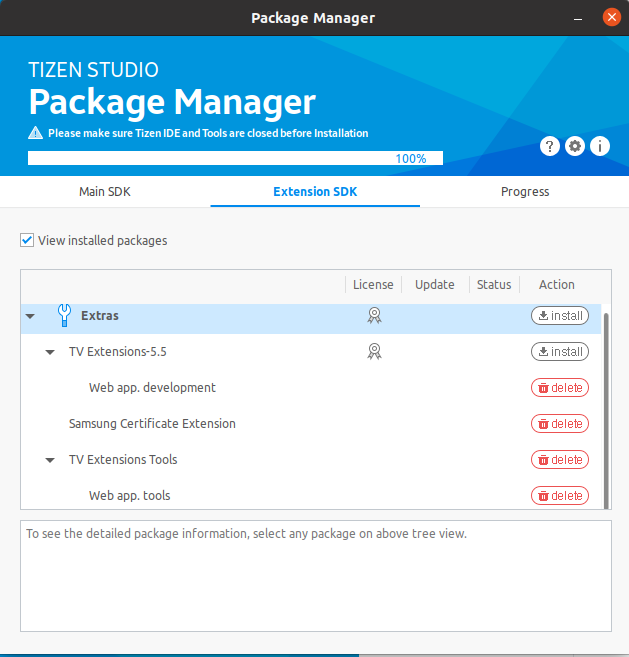 Package Manager
TIZEN STUDIO
Package Manager
Please make sure Tizen IDE and Tools are closed before Installation
100%
? i
Main SDK Extension SDK Progress
View installed packages
License Update Status Action
Extras install
TV Extensions-5.5 install
Web app. development delete
Samsung Certificate Extension delete
TV Extensions Tools delete
Web app. tools delete
To see the detailed package information, select any package on above tree view.